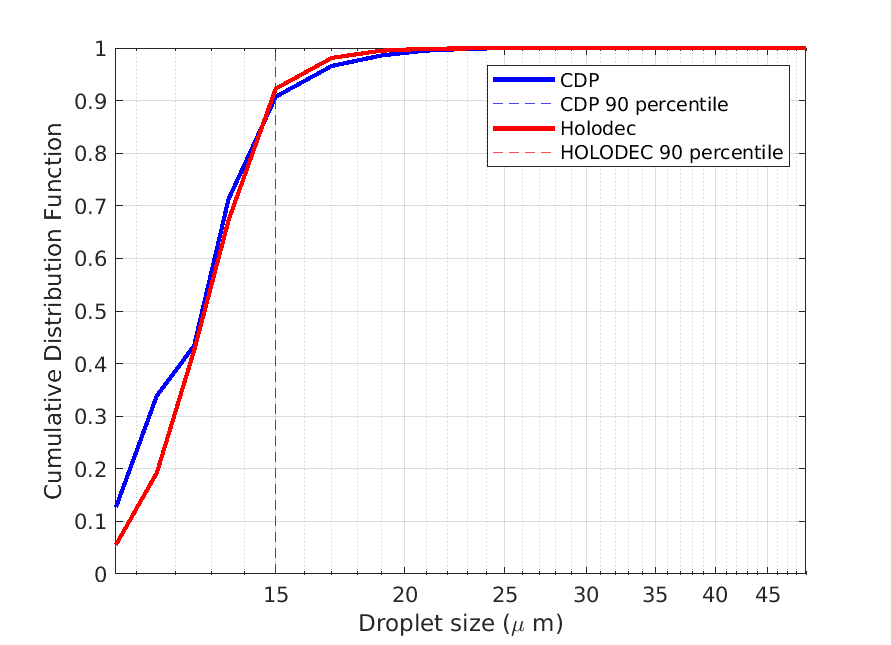 1
0.9
0.8
0.7
0.6
0.5
0.4
0.3
0.2
0.1
0
Cumulative Distribution Function
CDP
CDP 90 percentile
Holodec
HOLODEC 90 percentile
15 20 25 30 35 40 45
Droplet size (μ m)